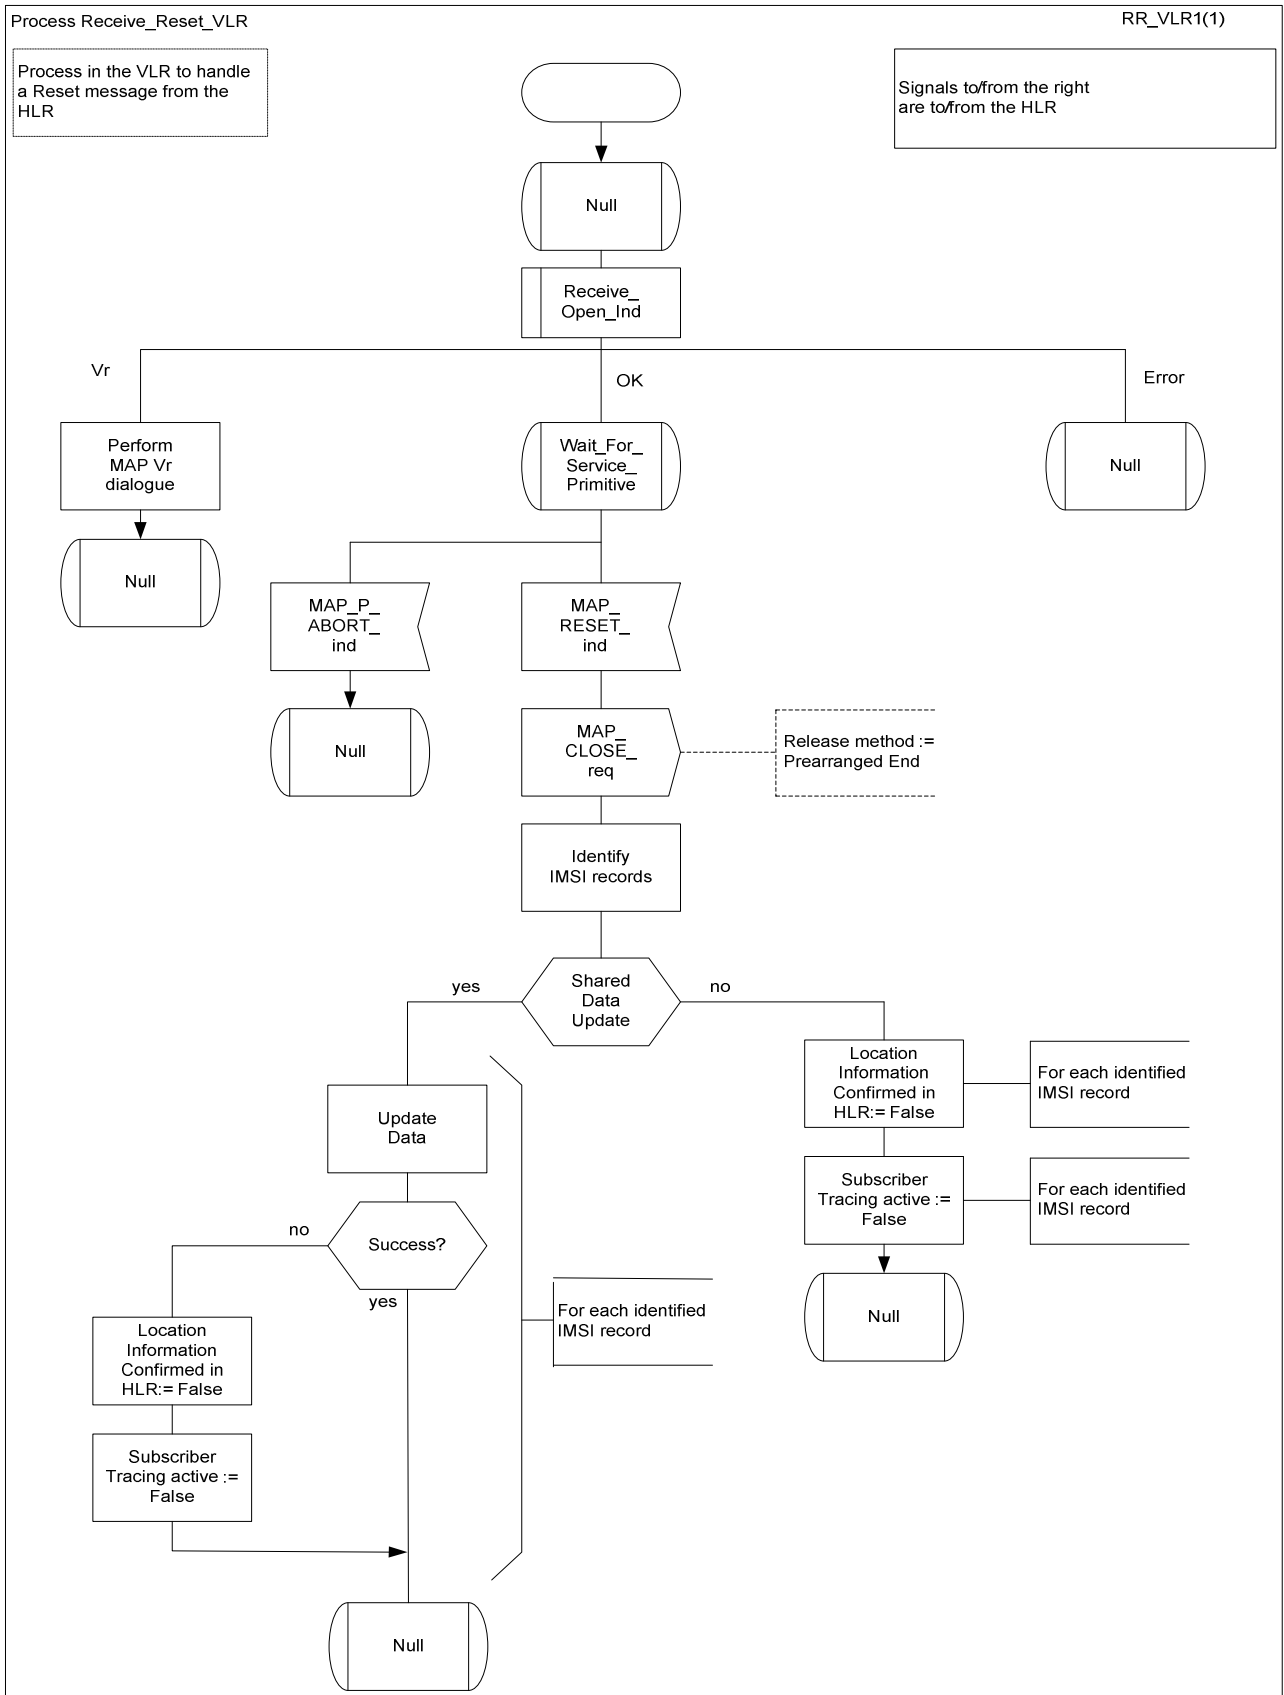 Process Receive_Reset_VLR
RR_VLR1(1)
Process in the VLR to handle
a Reset message from the
HLR
Signals to/from the right
are to/from the HLR
Null
Receive_
Open_Ind
Vr
OK
Error
Perform
MAP Vr
dialogue
Wait_For_
Service_
Primitive
Null
Null
MAP_P_
ABORT_
ind
MAP_
RESET_
ind
Null
MAP_
CLOSE_
req
Release method :=
Prearranged End
Identify
IMSI records
Shared
Data
Update
yes
no
Location
Information
Confirmed in
HLR:= False
For each identified
IMSI record
Update
Data
Subscriber
Tracing active :=
False
For each identified
IMSI record
Success?
no
yes
Null
For each identified
IMSI record
Location
Information
Confirmed in
HLR:= False
Subscriber
Tracing active :=
False
Null